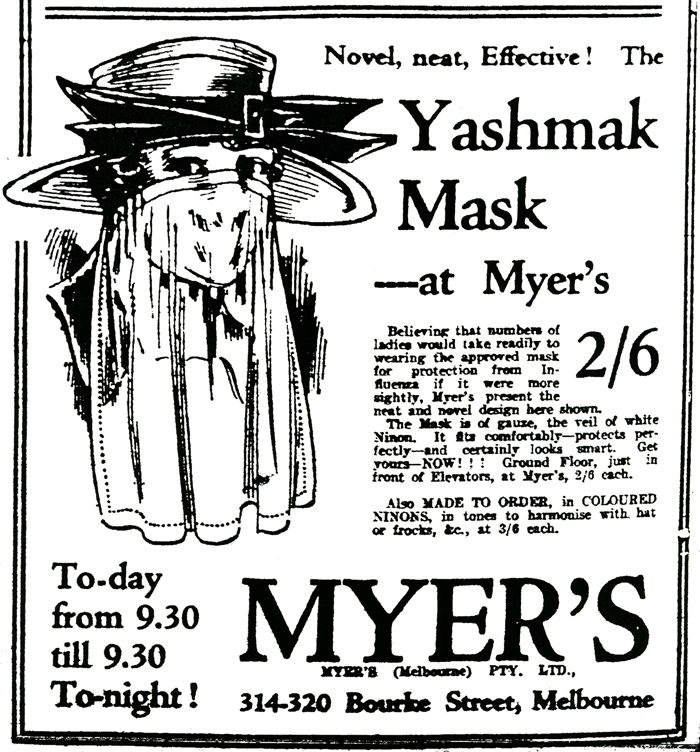 Novel, neat, Effective! The
Yashmak
Mask
—at Myer's
Believing that numbers of
ladies would take readily to
wearing the approved mask
for protection from In-
fluenza if it were more
sightly, Myer's present the
neat and novel design here shown.
2/6
The Mask is of gauze, the veil of white
Ninon. It fits comfortably—protects per-
fectly—and certainly looks smart. Get
yours—NOW! ! ! Ground Floor, just in
front of Elevators, at Myer's, 2/6 each.
Also MADE TO ORDER, in COLOURED
NINONS, in tones to harmonise with hat
or frocks, &c., at 3/6 each.
To-day
from 9.30
till 9.30
To-night!
MYER'S
MYER'S (Melbourne) PTY. LTD.,
314-320 Bourke Street, Melbourne